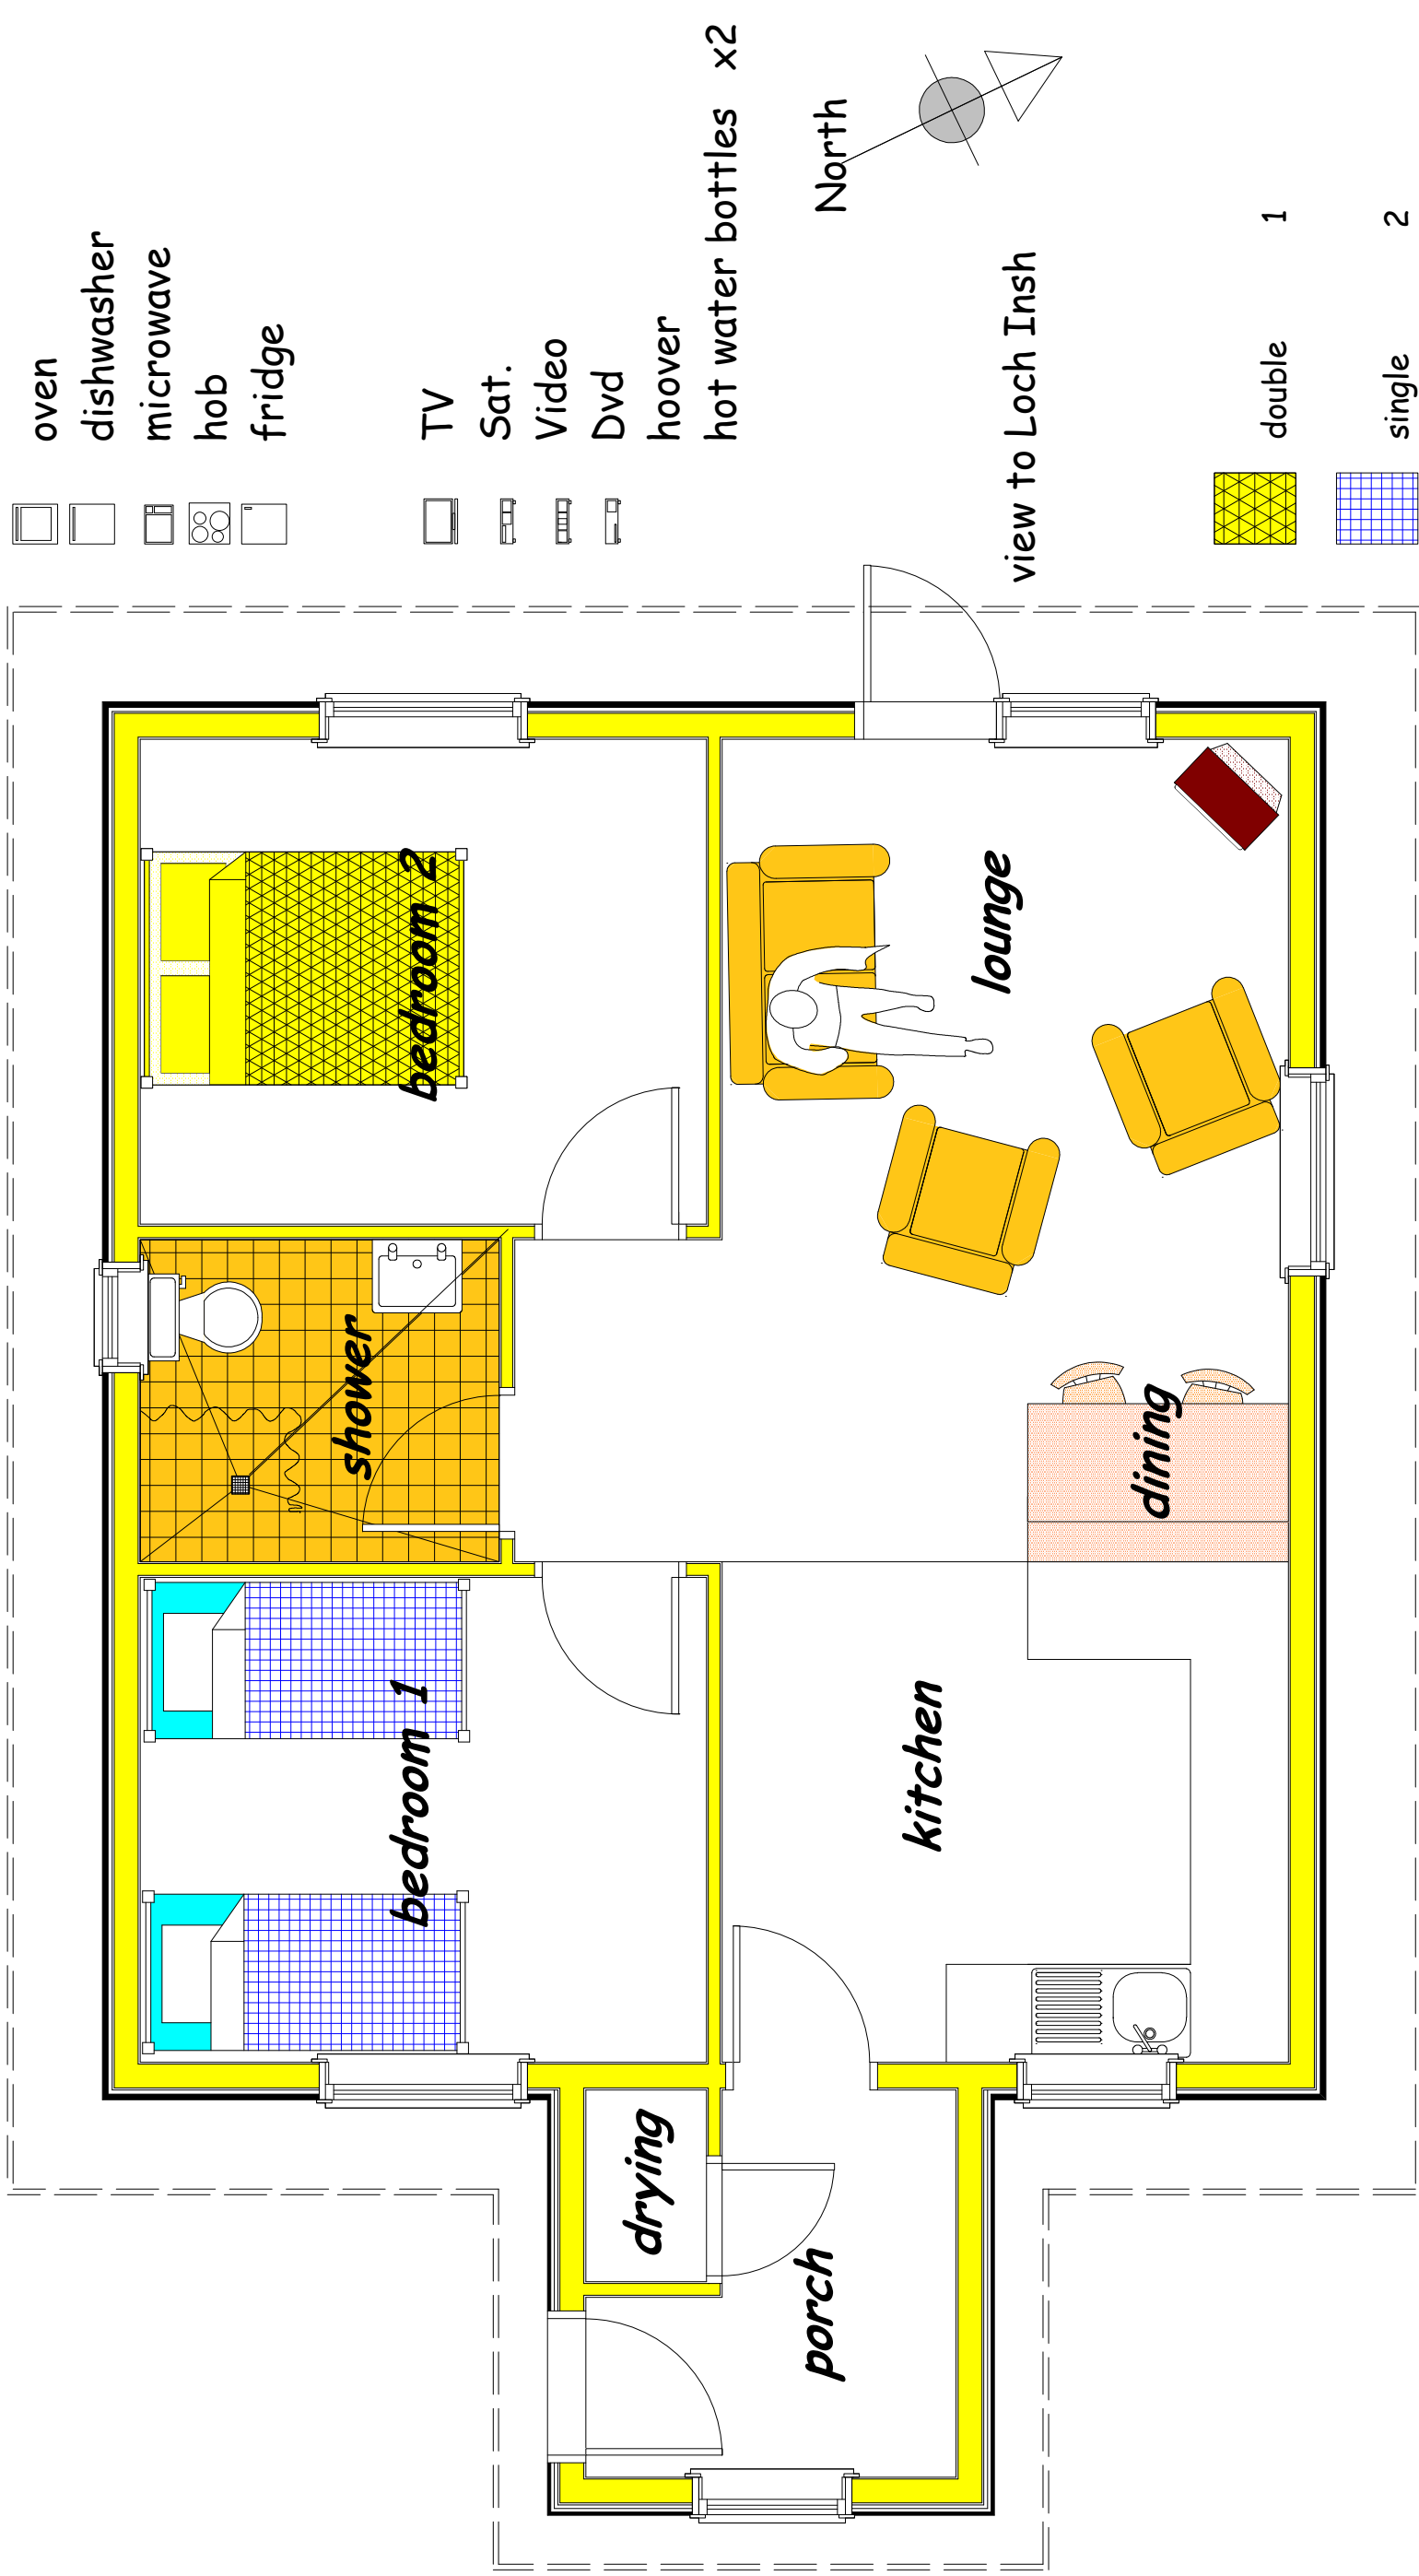 oven
dishwasher
microwave
hob
fridge
TV
Sat.
Video
Dvd
hoover
hot water bottles x2
North
view to Loch Insh
double 1
single 2
bedroom 2
lounge
shower
dining
bedroom 1
kitchen
drying
porch